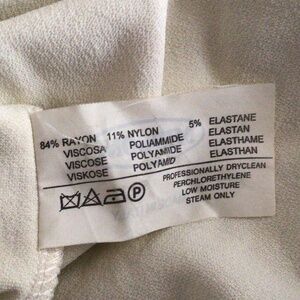 84% RAYON 11% NYLON 5% ELASTANE
VISCOSA POLIAMMIDE ELASTAN
VISCOSE POLYAMIDE ELASTHAME
VISKOSE POLYAMID ELASTHAN
PROFESSIONALLY DRYCLEAN
PERCHLORETHYLENE
LOW MOISTURE
STEAM ONLY
P